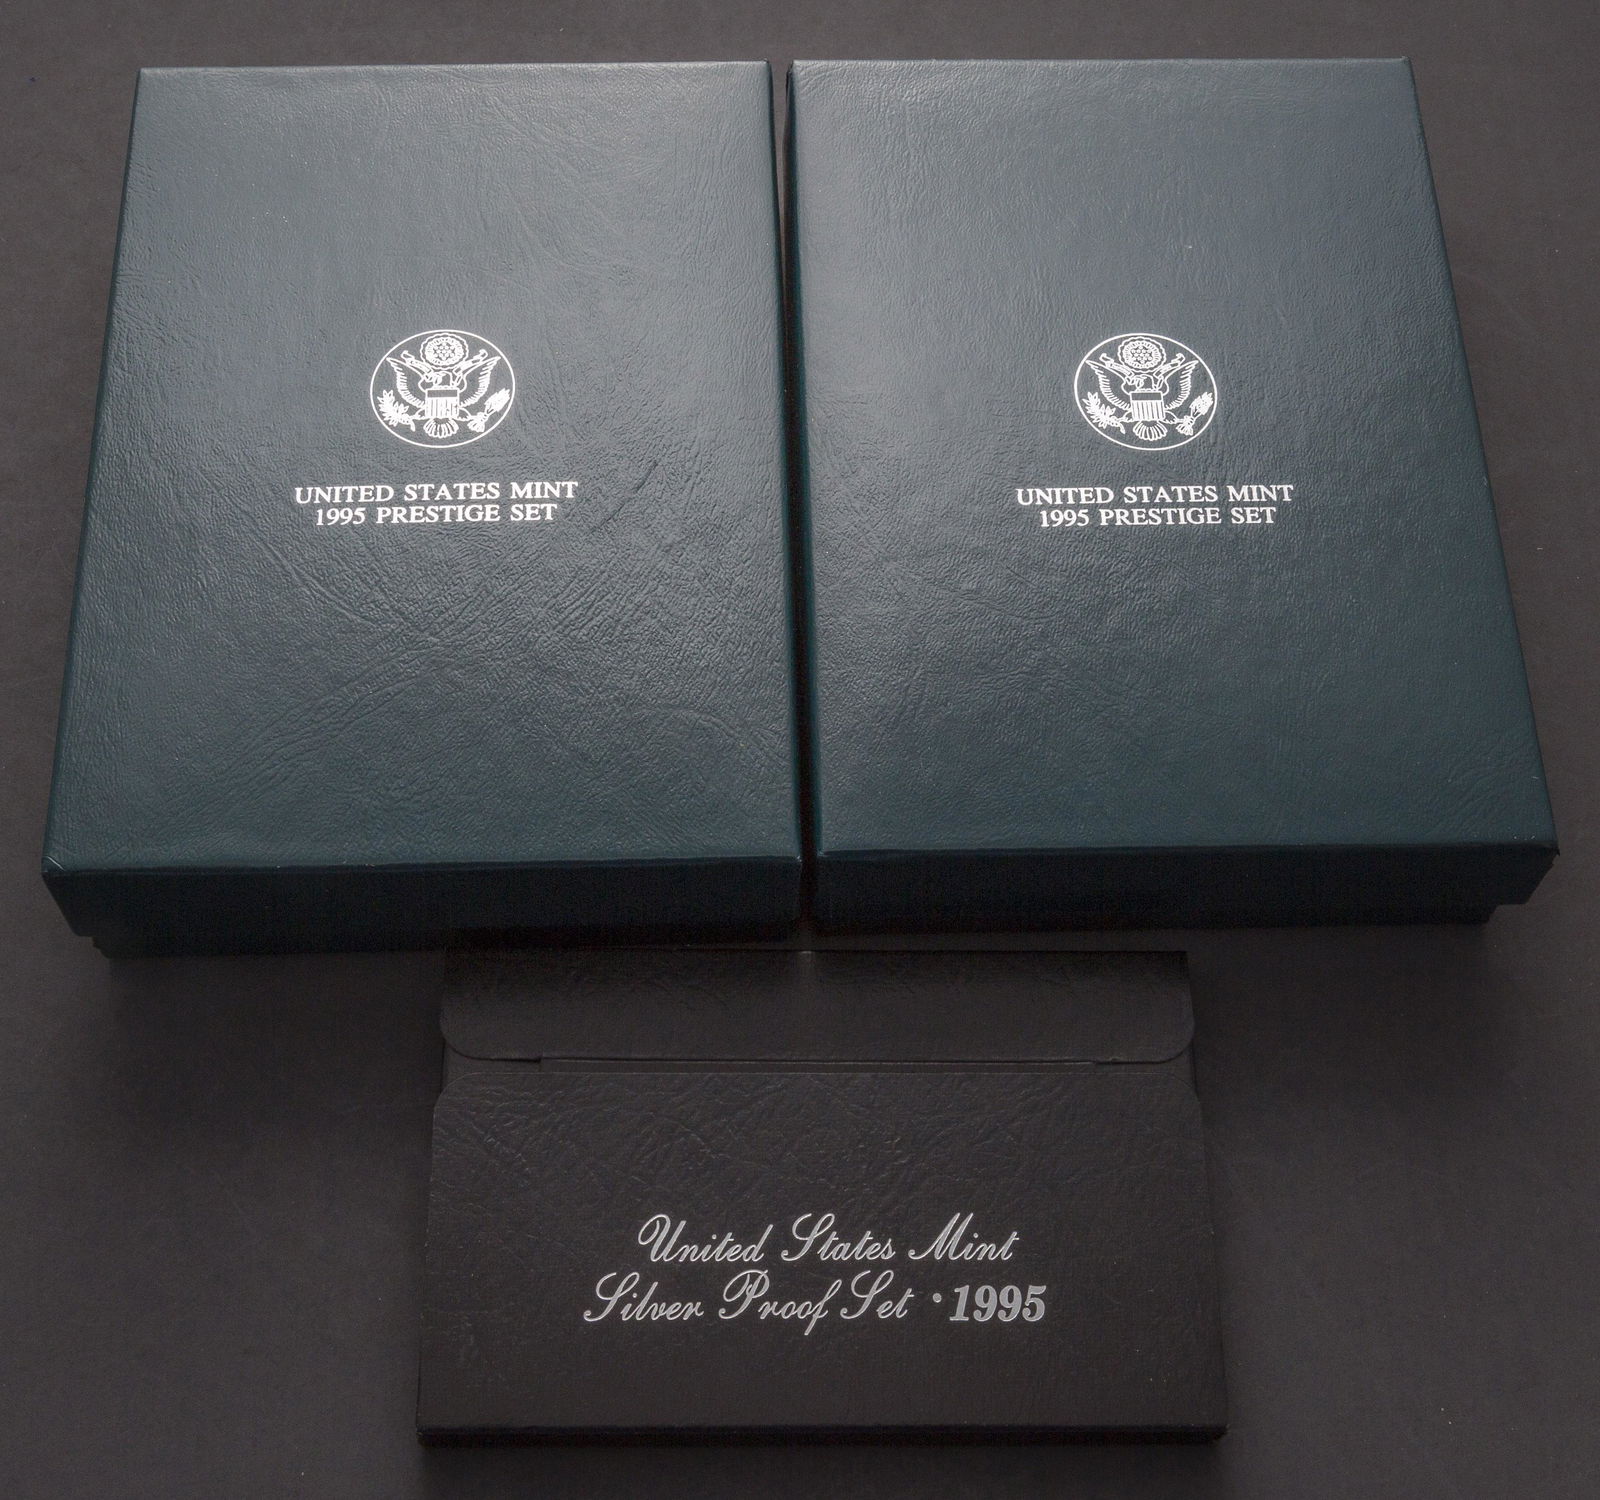 UNITED STATES MINT
1995 PRESTIGE SET
UNITED STATES MINT
1995 PRESTIGE SET
United States Mint
Silver Proof Set · 1995